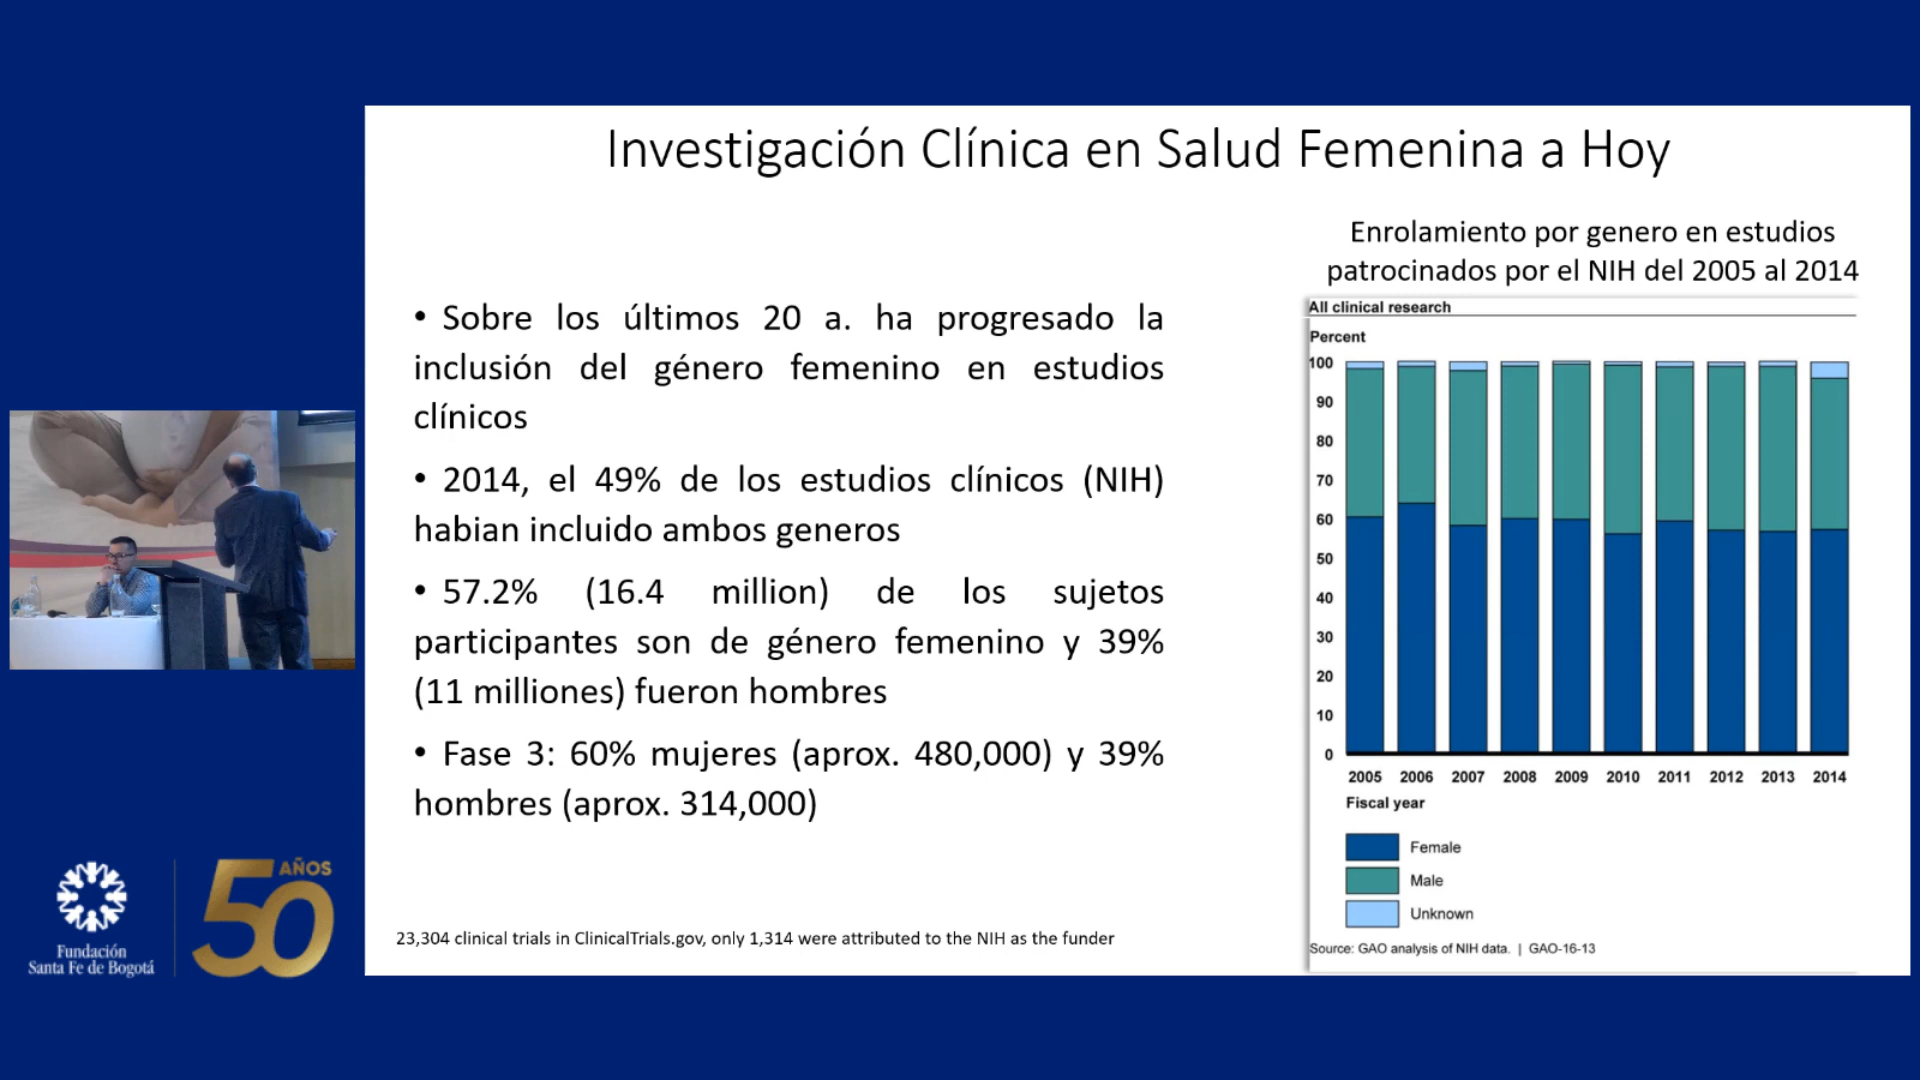 Investigación Clínica en Salud Femenina a Hoy
• Sobre los últimos 20 a. ha progresado la
inclusión del género femenino en estudios
clínicos
• 2014, el 49% de los estudios clínicos (NIH)
habian incluido ambos generos
• 57.2% (16.4 million) de los sujetos
participantes son de género femenino y 39%
(11 milliones) fueron hombres
• Fase 3: 60% mujeres (aprox. 480,000) y 39%
hombres (aprox. 314,000)
23,304 clinical trials in ClinicalTrials.gov, only 1,314 were attributed to the NIH as the funder
Enrolamiento por genero en estudios
patrocinados por el NIH del 2005 al 2014
All clinical research
Percent
100
90
80
70
60
50
40
30
20
10
0
2005 2006 2007 2008 2009 2010 2011 2012 2013 2014
Fiscal year
Female
Male
Unknown
Source: GAO analysis of NIH data. | GAO-16-13
Fundación
Santa Fe de Bogotá
50 AÑOS